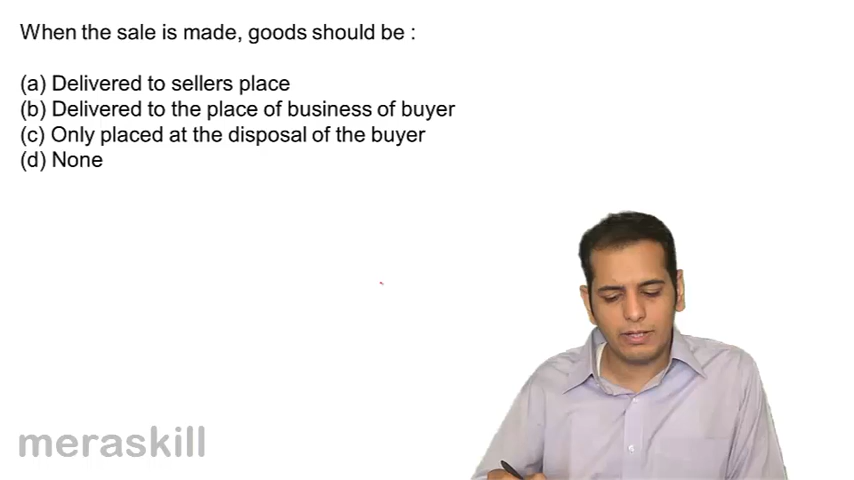 When the sale is made, goods should be :
(a) Delivered to sellers place
(b) Delivered to the place of business of buyer
(c) Only placed at the disposal of the buyer
(d) None
meraskill